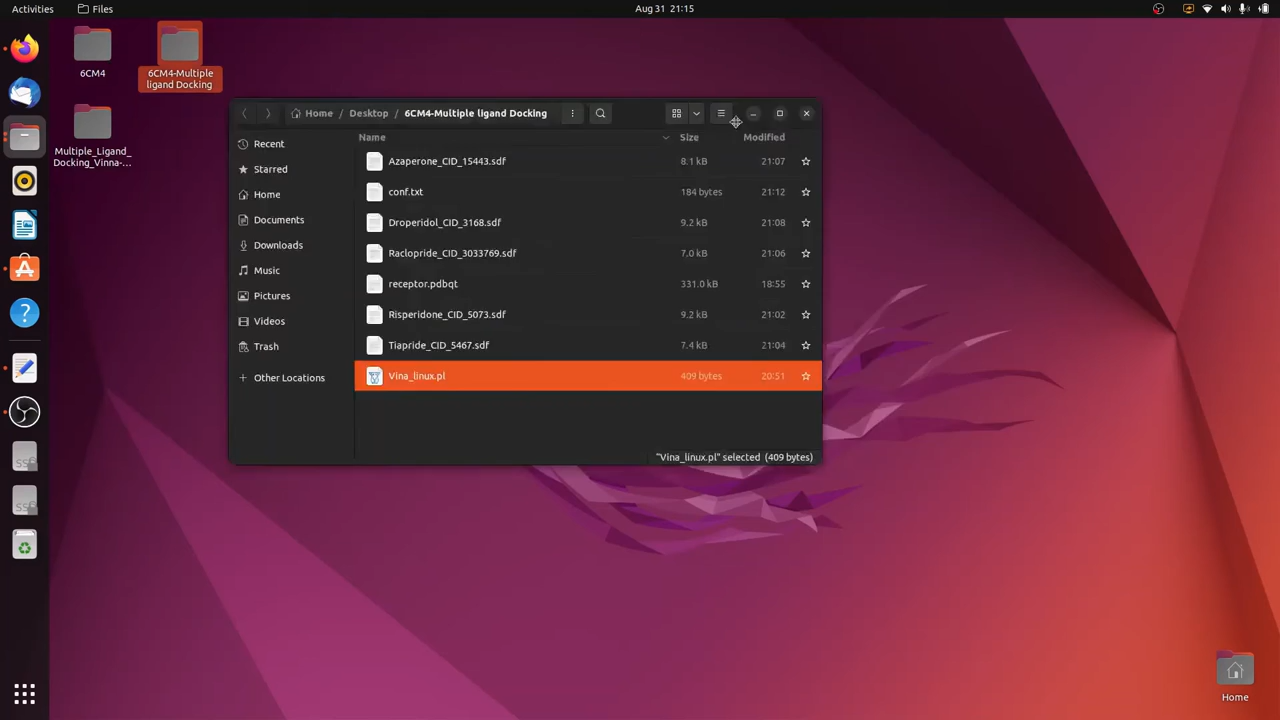 Activities
Files
Aug 31 21:15
6CM4
6CM4-Multiple
ligand Docking
Multiple_Ligand_
Docking_Vinna-...
Home / Desktop / 6CM4-Multiple ligand Docking
Name Size Modified
Recent
Starred
Home
Documents
Downloads
Music
Pictures
Videos
Trash
+ Other Locations
Azaperone_CID_15443.sdf 8.1 kB 21:07
conf.txt 184 bytes 21:12
Droperidol_CID_3168.sdf 9.2 kB 21:08
Raclopride_CID_3033769.sdf 7.0 kB 21:06
receptor.pdbqt 331.0 kB 18:55
Risperidone_CID_5073.sdf 9.2 kB 21:02
Tiapride_CID_5467.sdf 7.4 kB 21:04
Vina_linux.pl 409 bytes 20:51
"Vina_linux.pl" selected (409 bytes)
Home